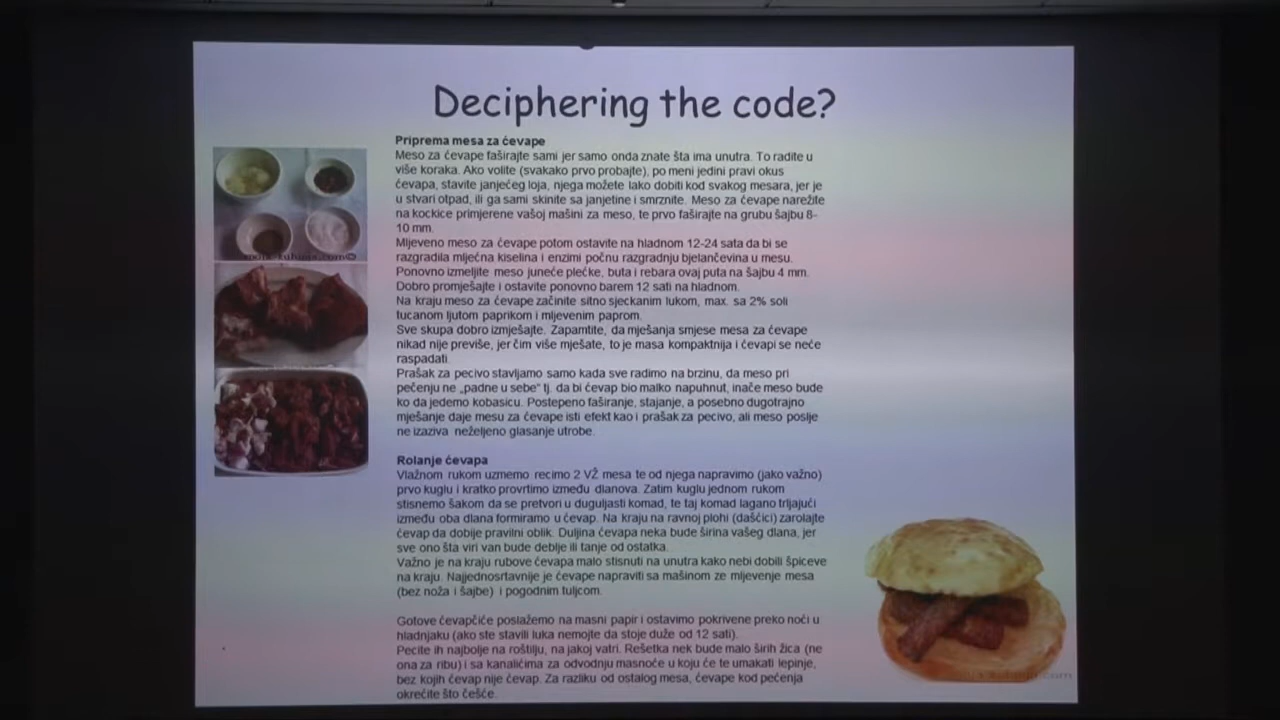 Deciphering the code?
Priprema mesa za ćevape
Meso za ćevape faširajte sami jer samo onda znate šta ima unutra. To radite u
više koraka. Ako volite (svakako prvo probajte), po meni jedini pravi okus
ćevapa, stavite janjećeg loja, njega možete lako dobiti kod svakog mesara, jer je
u stvari otpad, ili ga sami skinite sa janjetine i smrznite. Meso za ćevape narežite
na kockice primjerene vašoj mašini za meso, te prvo faširajte na grubu šajbu 8-
10 mm.
Mljeveno meso za ćevape potom ostavite na hladnom 12-24 sata da bi se
razgradila mlječna kiselina i enzimi počnu razgradnju bjelančevina u mesu.
Ponovno izmeljite meso juneće plećke, buta i rebara ovaj puta na šajbu 4 mm.
Dobro promješajte i ostavite ponovno barem 12 sati na hladnom.
Na kraju meso za ćevape začinite sitno sjeckanim lukom, max. sa 2% soli
tucanom ljutom paprikom i mljevenim paprom.
Sve skupa dobro izmješajte. Zapamtite, da mješanja smjese mesa za ćevape
nikad nije previše, jer čim više mješate, to je masa kompaktnija i ćevapi se neće
raspadati.
Prašak za pecivo stavljamo samo kada sve radimo na brzinu, da meso pri
pečenju ne „padne u sebe“ tj. da bi ćevap bio malko napuhnut, inače meso bude
ko da jedemo kobasicu. Postepeno faširanje, stajanje, a posebno dugotrajno
mješanje daje mesu za ćevape isti efekt kao i prašak za pecivo, ali meso poslje
ne izaziva neželjeno glasanje utrobe.
Rolanje ćevapa
Vlažnom rukom uzmemo recimo 2 VŽ mesa te od njega napravimo (jako važno)
prvo kuglu i kratko provrtimo između dlanova. Zatim kuglu jednom rukom
stisnemo šakom da se pretvori u duguljasti komad, te taj komad lagano trljajući
između oba dlana formiramo u ćevap. Na kraju na ravnoj plohi (daščici) zarolajte
ćevap da dobije pravilni oblik. Duljina ćevapa neka bude širina vašeg dlana, jer
sve ono šta viri van bude deblje ili tanje od ostatka.
Važno je na kraju rubove ćevapa malo stisnuti na unutra kako nebi dobili špiceve
na kraju. Najjednosrtavnije je ćevape napraviti sa mašinom ze mljevenje mesa
(bez noža i šajbe) i pogodnim tuljcom.
Gotove ćevapčiće poslažemo na masni papir i ostavimo pokrivene preko noći u
hladnjaku (ako ste stavili luka nemojte da stoje duže od 12 sati).
Pecite ih najbolje na roštilju, na jakoj vatri. Rešetka nek bude malo širih žica (ne
ona za ribu) i sa kanalićima za odvodnju masnoće u koju će te umakati lepinje,
bez kojih ćevap nije ćevap. Za razliku od ostalog mesa, ćevape kod pečenja
okrećite što češće.